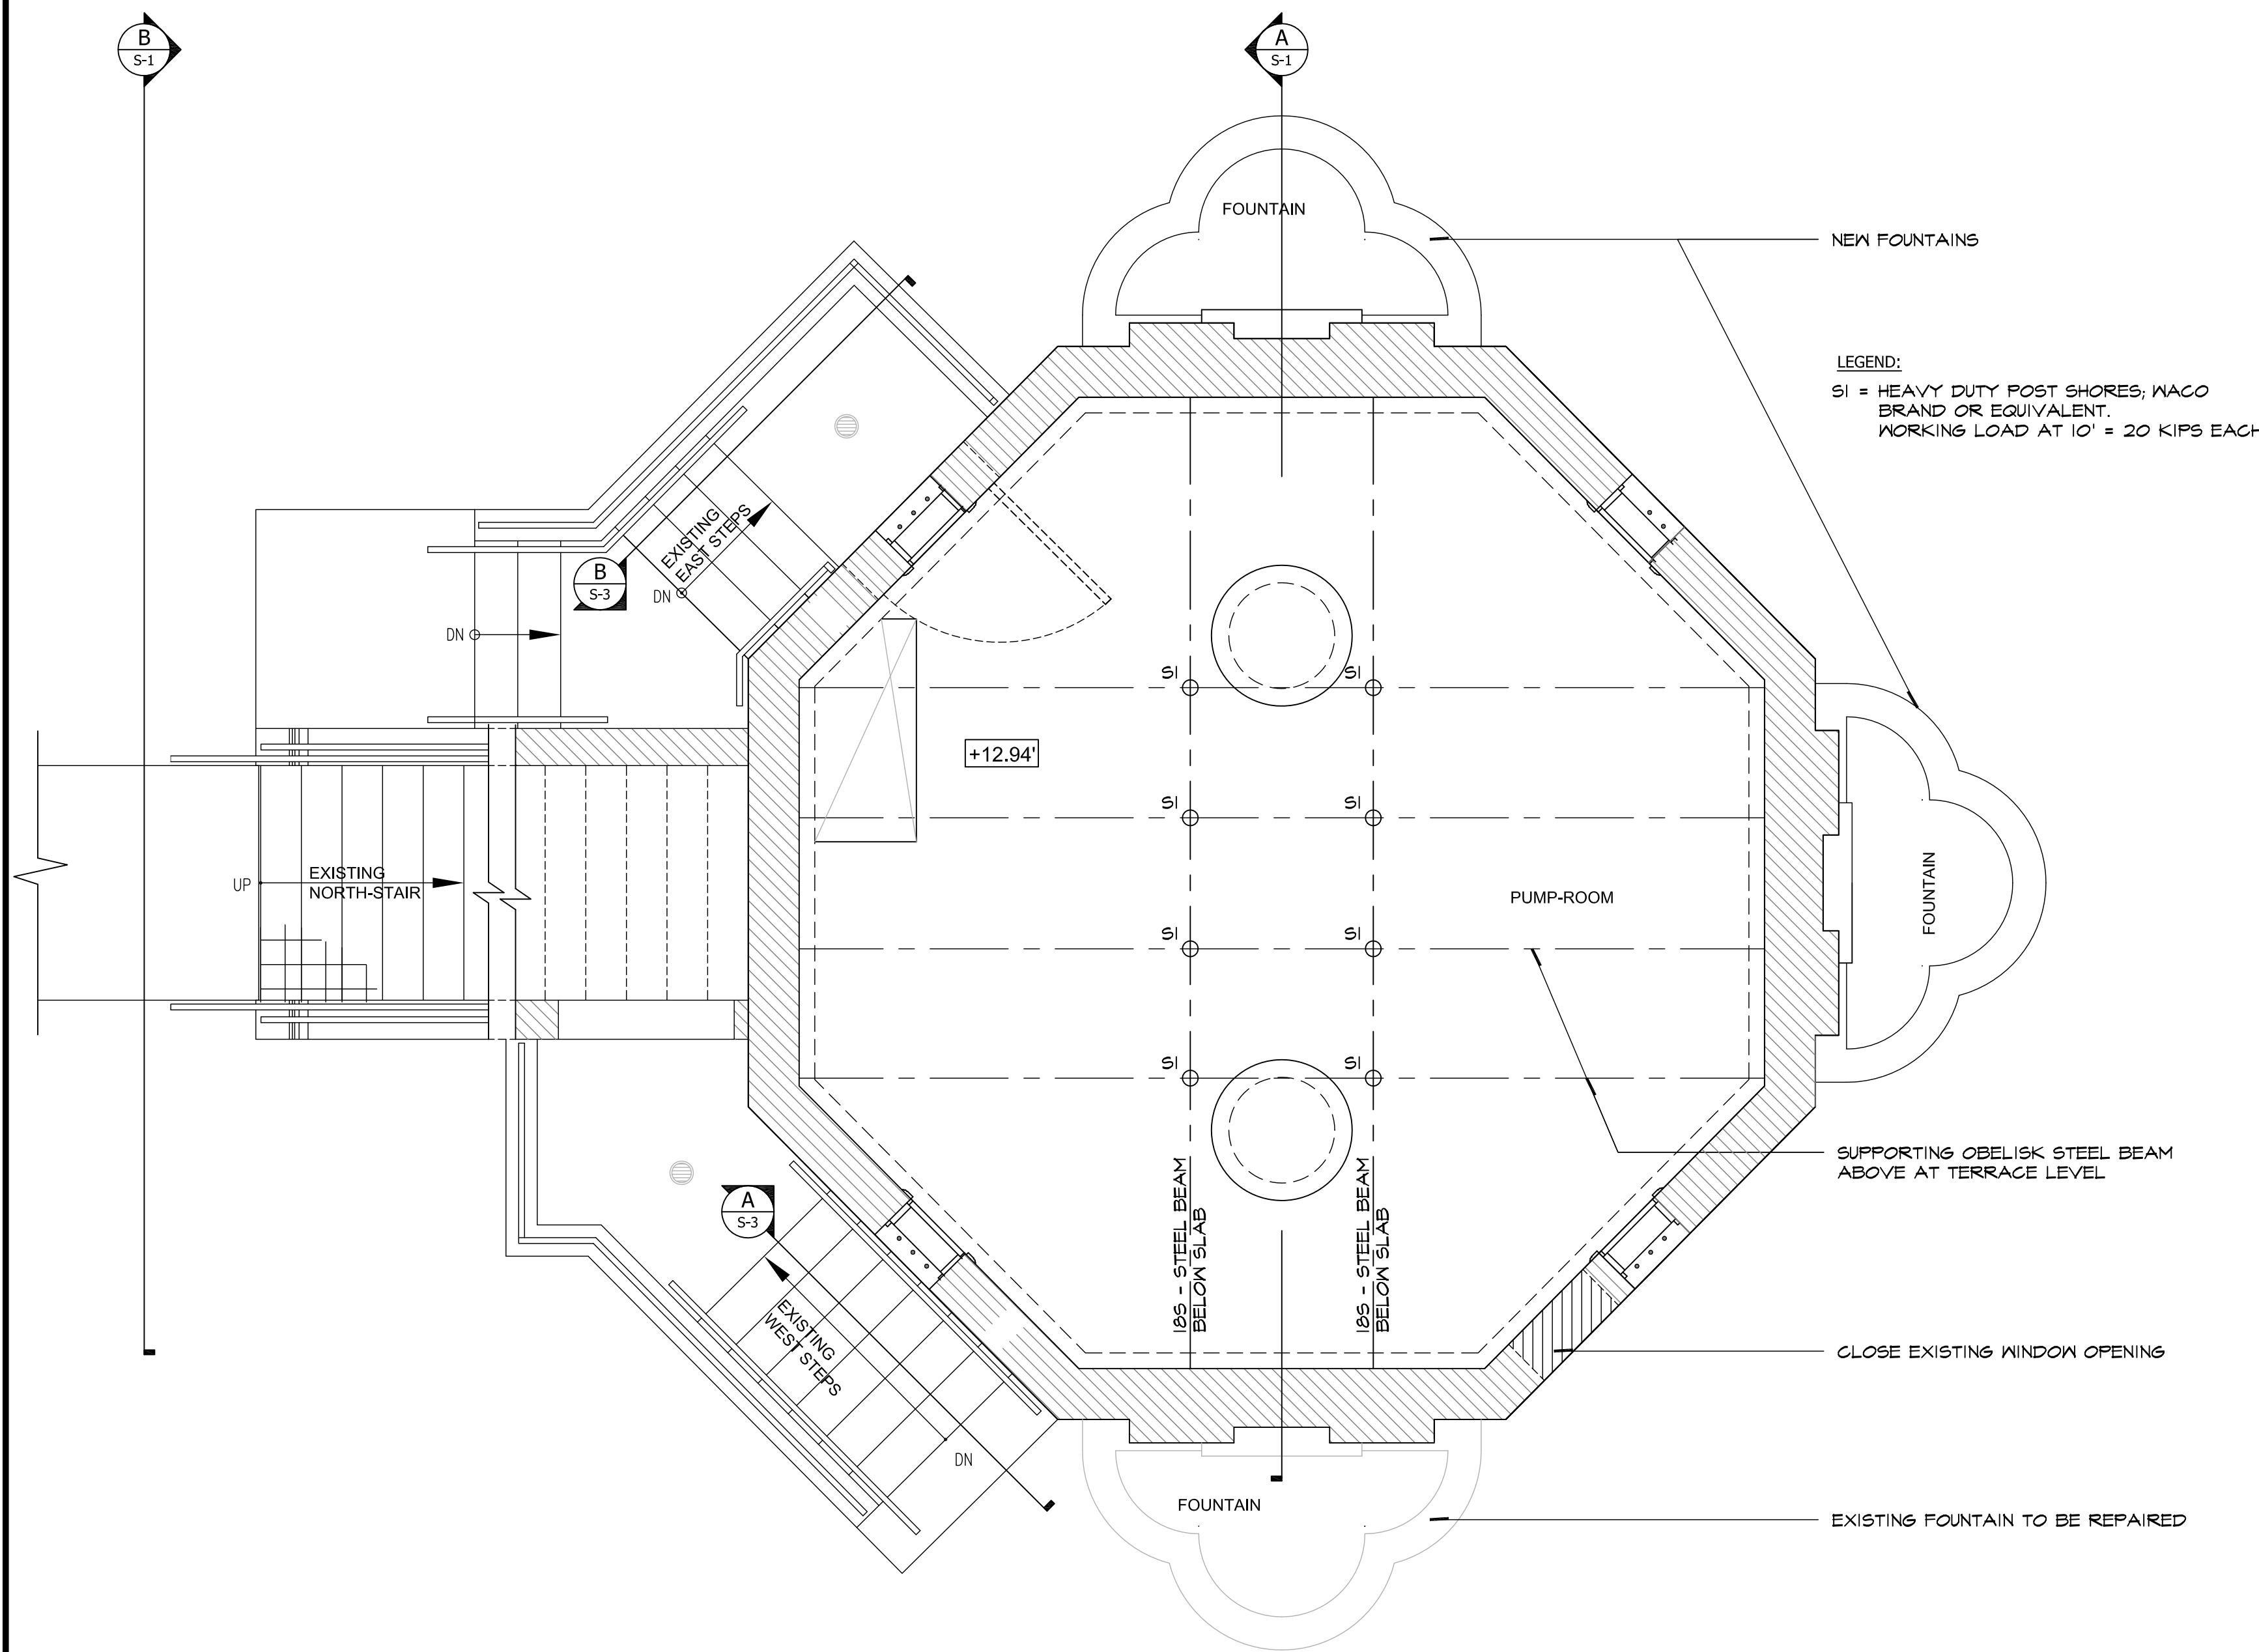 B
S-1
A
S-1
FOUNTAIN
NEW FOUNTAINS
LEGEND:
S1 = HEAVY DUTY POST SHORES; WACO
BRAND OR EQUIVALENT.
WORKING LOAD AT 10' = 20 KIPS EACH
EXISTING
EAST STEPS
B
S-3
DN
DN
S1
S1
+12.94'
S1
S1
UP
EXISTING
NORTH-STAIR
PUMP-ROOM
FOUNTAIN
S1
S1
S1
S1
SUPPORTING OBELISK STEEL BEAM
ABOVE AT TERRACE LEVEL
A
S-3
18S - STEEL BEAM
BELOW SLAB
18S - STEEL BEAM
BELOW SLAB
EXISTING
WEST STEPS
CLOSE EXISTING WINDOW OPENING
DN
FOUNTAIN
EXISTING FOUNTAIN TO BE REPAIRED